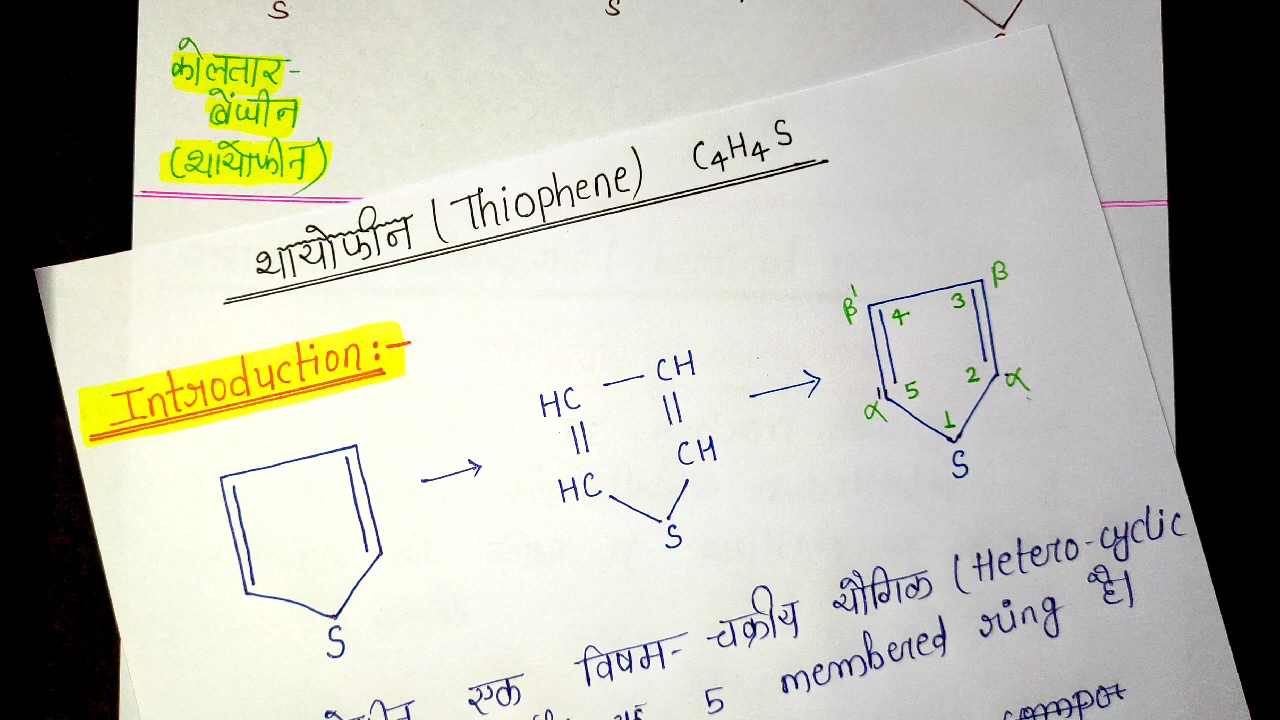 S S
कोलतार-
बेंजीन
(थायोफीन)
थायोफीन (Thiophene) C₄H₄S
Introduction:-
S
HC — CH
HC CH
S
β' 4 3 β
α' 5 2 α
1
S
एक विषम-चक्रीय यौगिक (Hetero-cyclic
5 membered ring है।